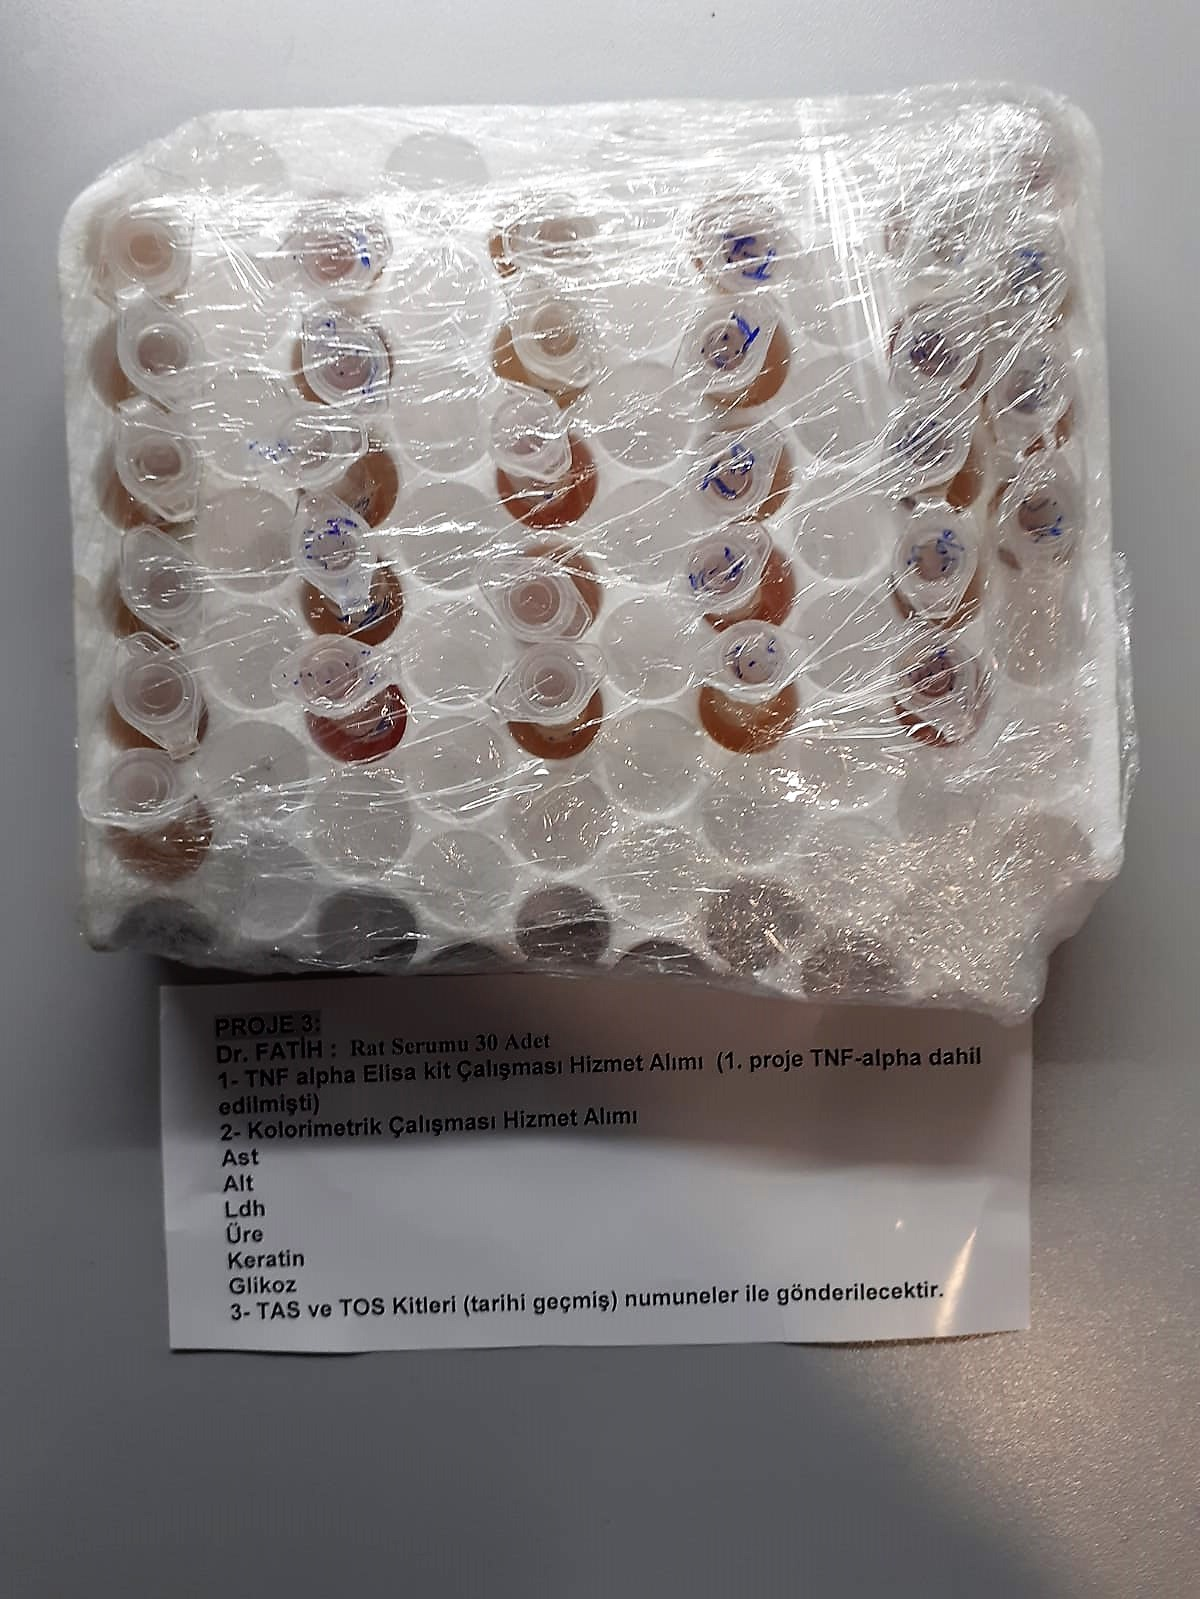 PROJE 3:
Dr. FATİH : Rat Serumu 30 Adet
1- TNF alpha Elisa kit Çalışması Hizmet Alımı (1. proje TNF-alpha dahil
edilmişti)
2- Kolorimetrik Çalışması Hizmet Alımı
Ast
Alt
Ldh
Üre
Keratin
Glikoz
3- TAS ve TOS Kitleri (tarihi geçmiş) numuneler ile gönderilecektir.